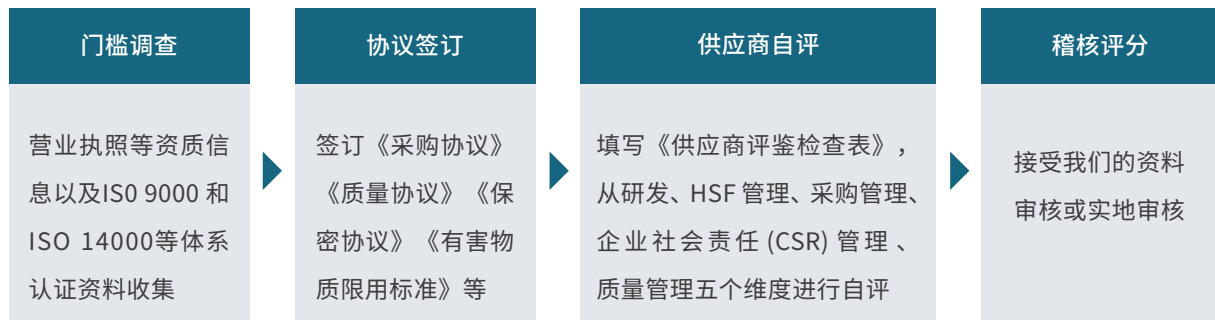 门槛调查
营业执照等资质信
息以及IS0 9000 和
ISO 14000等体系
认证资料收集
协议签订
签订《采购协议》
《质量协议》《保
密协议》《有害物
质限用标准》等
供应商自评
填写《供应商评鉴检查表》，
从研发、HSF 管理、采购管理、
企业社会责任 (CSR) 管理、
质量管理五个维度进行自评
稽核评分
接受我们的资料
审核或实地审核